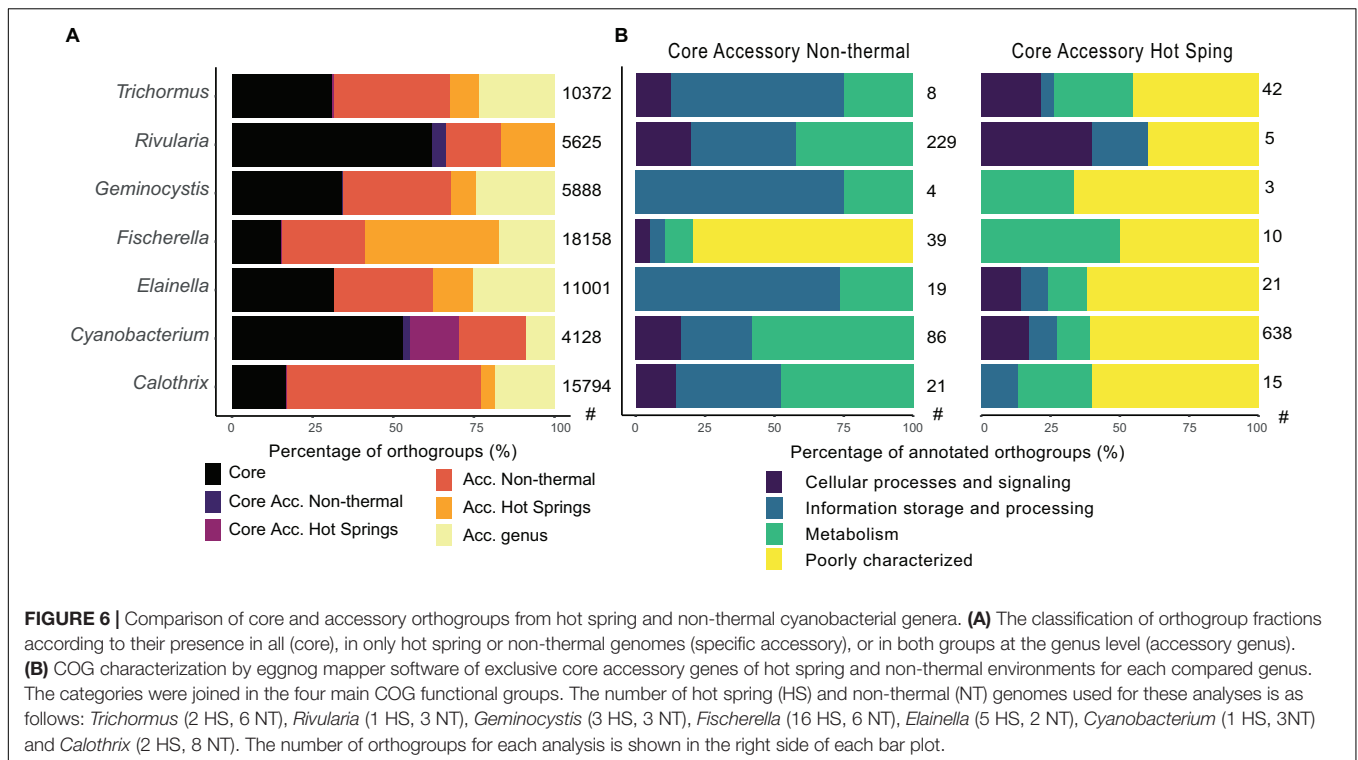 A
B
Core Accessory Non-thermal
Core Accessory Hot Sping
Trichormus
10372
8
42
Rivularia
5625
229
5
Geminocystis
5888
4
3
Fischerella
18158
39
10
Elainella
11001
19
21
Cyanobacterium
4128
86
638
Calothrix
15794
21
15
#
#
#
0 50 100
0 25 50 75 100
0 25 50 75 100
Percentage of orthogroups (%)
Percentage of annotated orthogroups (%)
Core
Core Acc. Non-thermal
Core Acc. Hot Springs
Acc. Non-thermal
Acc. Hot Springs
Acc. genus
Cellular processes and signaling
Information storage and processing
Metabolism
Poorly characterized
FIGURE 6 | Comparison of core and accessory orthogroups from hot spring and non-thermal cyanobacterial genera. (A) The classification of orthogroup fractions
according to their presence in all (core), in only hot spring or non-thermal genomes (specific accessory), or in both groups at the genus level (accessory genus).
(B) COG characterization by eggnog mapper software of exclusive core accessory genes of hot spring and non-thermal environments for each compared genus.
The categories were joined in the four main COG functional groups. The number of hot spring (HS) and non-thermal (NT) genomes used for these analyses is as
follows: Trichormus (2 HS, 6 NT), Rivularia (1 HS, 3 NT), Geminocystis (3 HS, 3 NT), Fischerella (16 HS, 6 NT), Elainella (5 HS, 2 NT), Cyanobacterium (1 HS, 3NT)
and Calothrix (2 HS, 8 NT). The number of orthogroups for each analysis is shown in the right side of each bar plot.